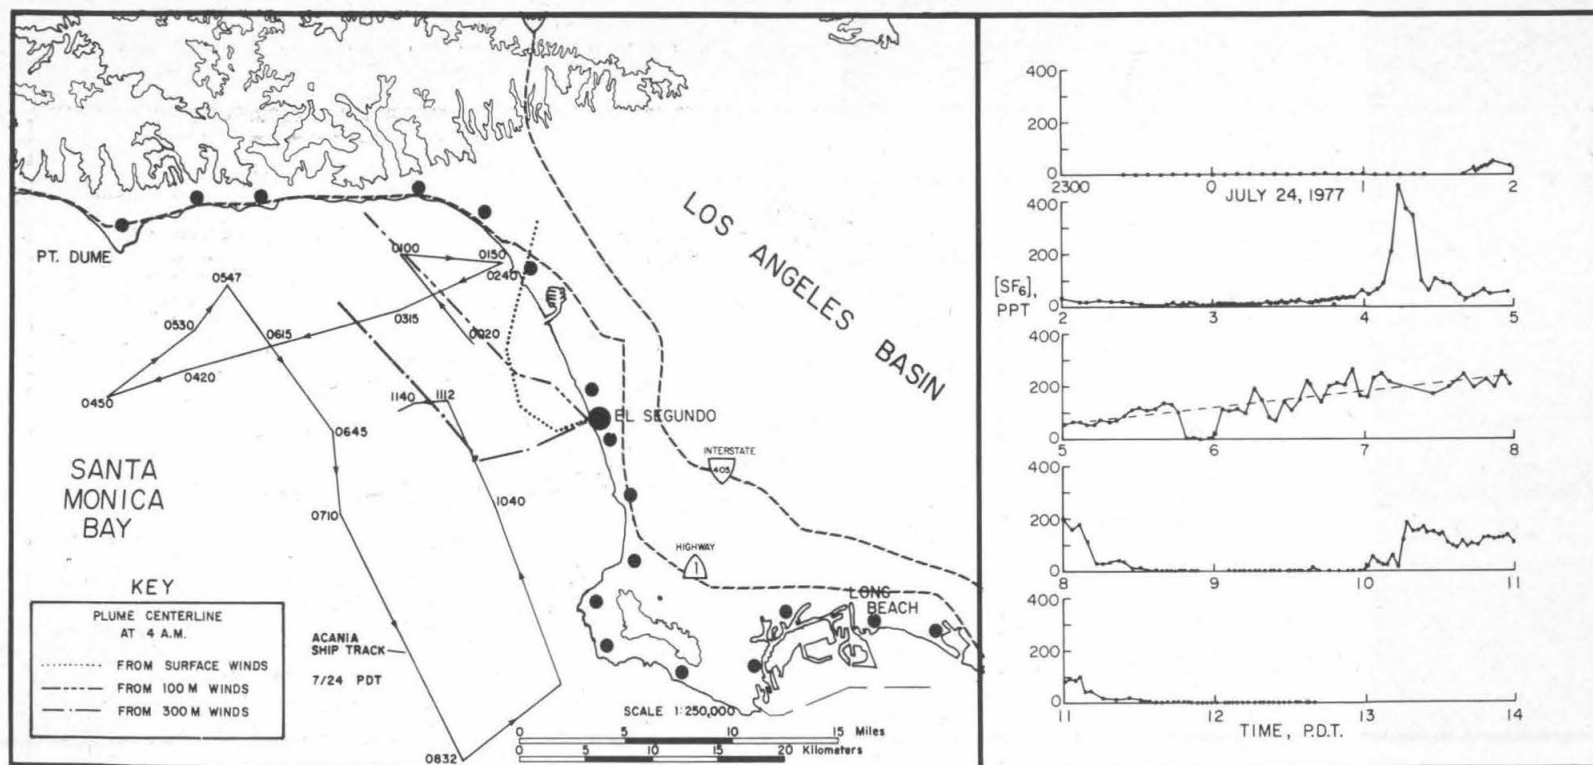 LOS ANGELES BASIN
PT. DUME
0100
0150
0240
0547
0530
0615
0315
0020
0420
0450
1140
1112
EL SEGUNDO
0645
INTERSTATE
405
SANTA
MONICA
BAY
0710
1040
HIGHWAY
1
LONG
BEACH
KEY
PLUME CENTERLINE
AT 4 A.M.
FROM SURFACE WINDS
FROM 100 M WINDS
FROM 300 M WINDS
ACANIA
SHIP TRACK
7/24 PDT
0832
SCALE 1:250,000
0 5 10 15 Miles
0 5 10 15 20 Kilometers
400
200
0
2300 0 1 2
JULY 24, 1977
[SF6],
PPT
400
200
0
2 3 4 5
400
200
0
5 6 7 8
400
200
0
8 9 10 11
400
200
0
11 12 13 14
TIME, P.D.T.